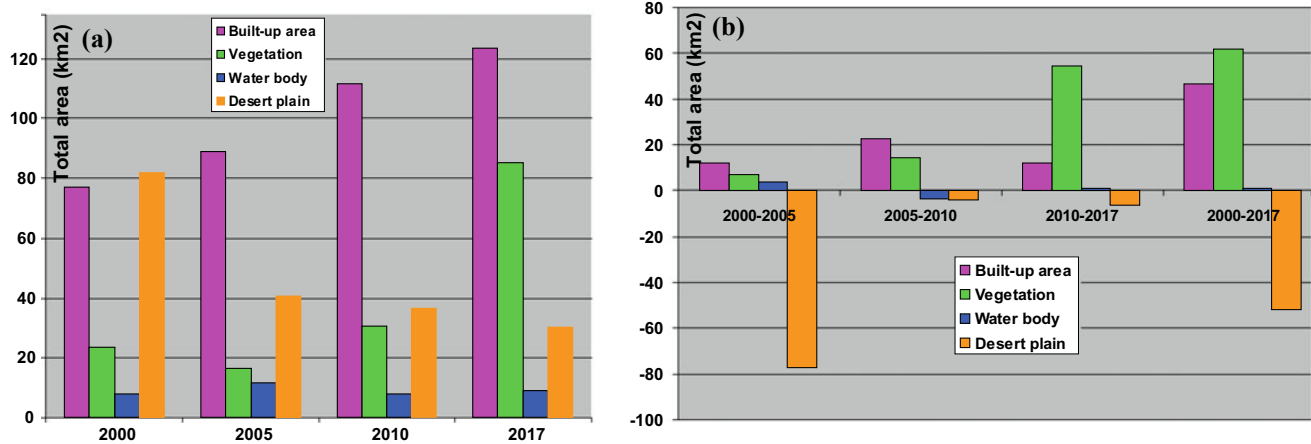 (a)
Total area (km2)
120
100
80
60
40
20
0
Built-up area
Vegetation
Water body
Desert plain
2000 2005 2010 2017
(b)
Total area (km2)
80
60
40
20
0
-20
-40
-60
-80
-100
2000-2005 2005-2010 2010-2017 2000-2017
Built-up area
Vegetation
Water body
Desert plain